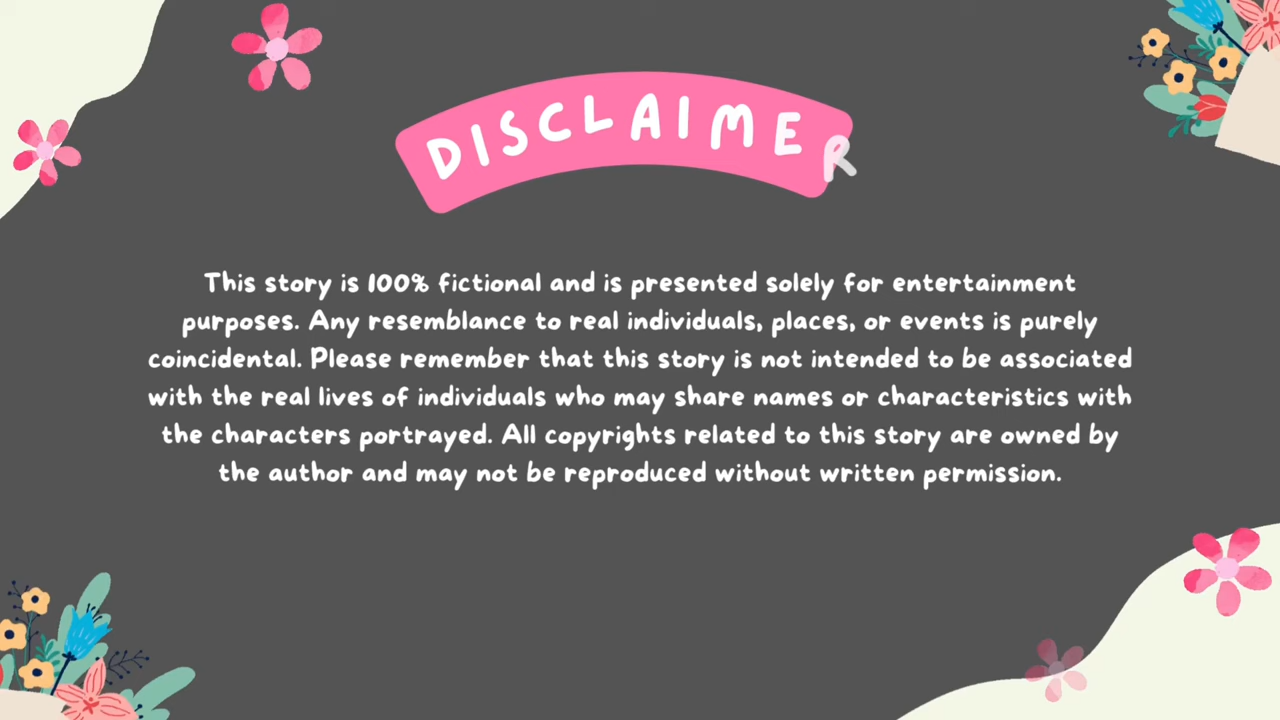 DISCLAIMER
This story is 100% fictional and is presented solely for entertainment
purposes. Any resemblance to real individuals, places, or events is purely
coincidental. Please remember that this story is not intended to be associated
with the real lives of individuals who may share names or characteristics with
the characters portrayed. All copyrights related to this story are owned by
the author and may not be reproduced without written permission.